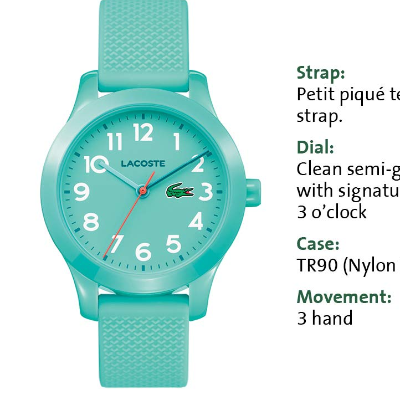 12
11
1
10
LACOSTE
2
3
9
8
4
7
5
6
Strap:
Petit piqué
strap.
Dial:
Clean
with
3 o'clock
Case:
TR90 (Nylon
Movement:
3 hand